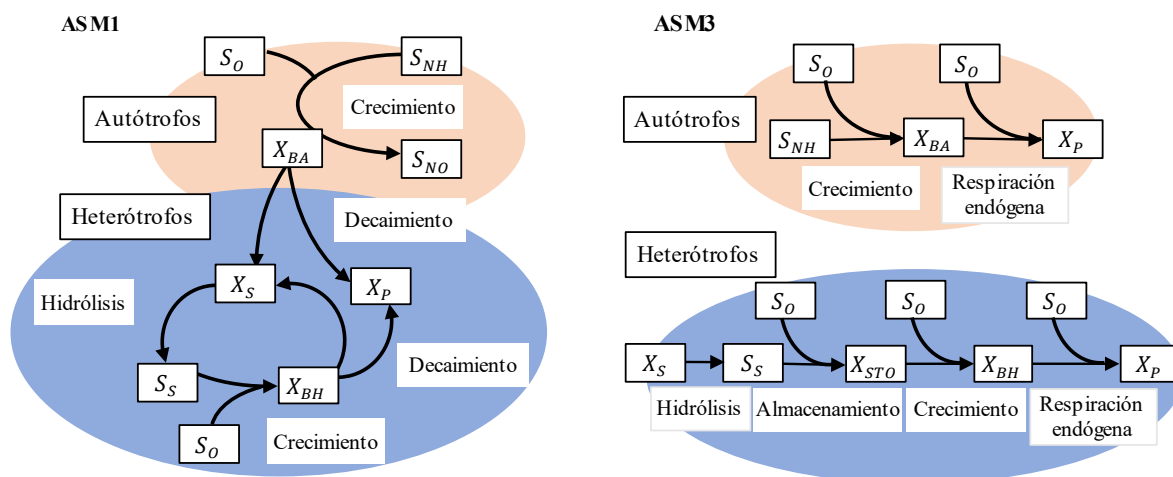 ASM1
S_O
S_NH
Autótrofos
Crecimiento
X_BA
S_NO
Heterótrofos
Decaimiento
X_S
X_P
Hidrólisis
S_S
X_BH
Decaimiento
S_O
Crecimiento
ASM3
S_O
S_O
Autótrofos
S_NH
X_BA
X_P
Crecimiento
Respiración
endógena
Heterótrofos
S_O
S_O
S_O
X_S
S_S
X_STO
X_BH
X_P
Hidrólisis
Almacenamiento
Crecimiento
Respiración
endógena